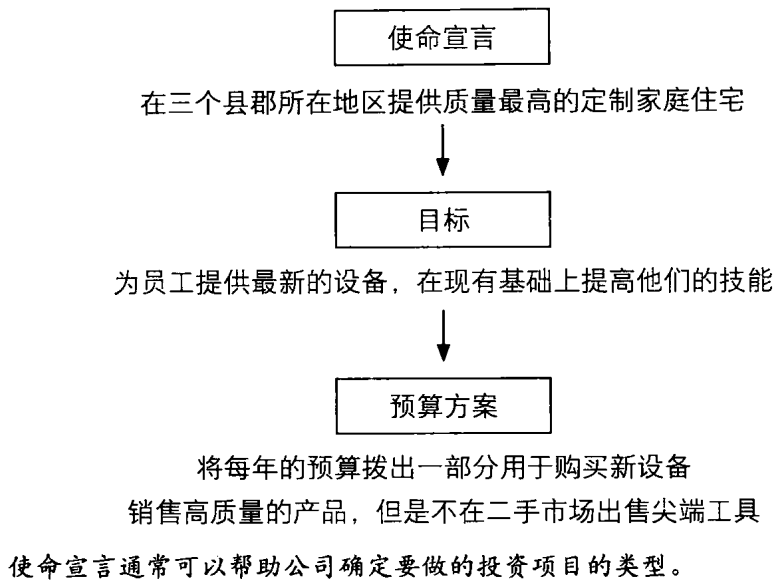 使命宣言
在三个县郡所在地区提供质量最高的定制家庭住宅
目标
为员工提供最新的设备，在现有基础上提高他们的技能
预算方案
将每年的预算拨出一部分用于购买新设备
销售高质量的产品，但是不在二手市场出售尖端工具
使命宣言通常可以帮助公司确定要做的投资项目的类型。